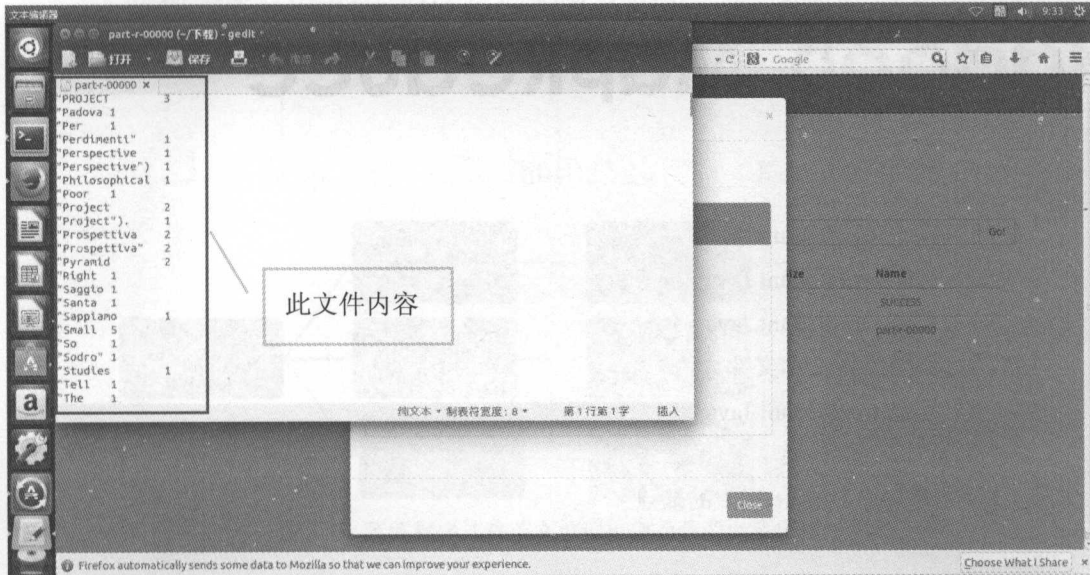 文本编辑器
9:33
part-r-00000 (~/下载) - gedit
打开
保存
Google
part-r-00000 ×
"PROJECT 3
"Padova 1
"Per 1
"Perdimenti" 1
"Perspective 1
"Perspective") 1
"Philosophical 1
"Poor 1
"Project 2
"Project"). 1
"Prospettiva 2
"Prospettiva" 2
"Pyramid 2
"Right 1
"Saggio 1
"Santa 1
"Sappiamo 1
"Small 5
"So 1
"Sodro" 1
"Studies 1
"Tell 1
"The 1
此文件内容
纯文本 制表符宽度: 8 第1行第1字 插入
Go!
Size Name
_SUCCESS
part-r-00000
Close
Firefox automatically sends some data to Mozilla so that we can improve your experience.
Choose What I Share ×